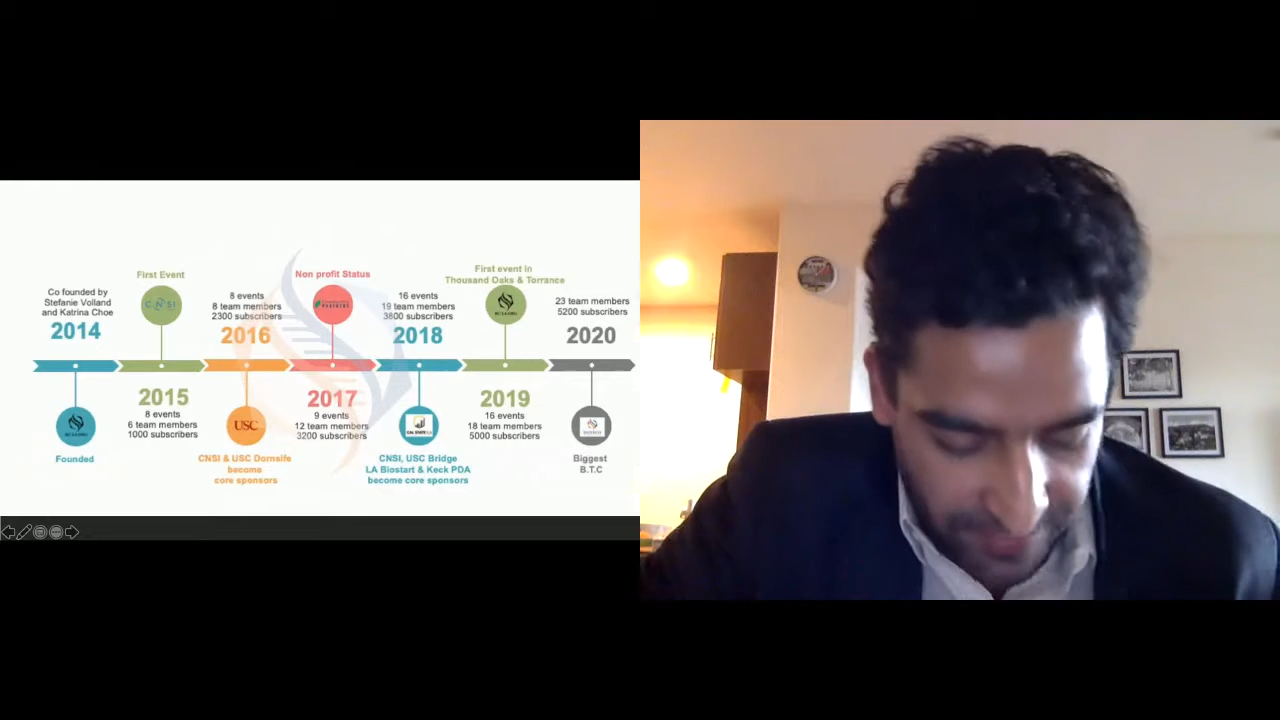 Co founded by
Stefanie Volland
and Katrina Choe
2014
Founded
First Event
CNSI
2015
8 events
6 team members
1000 subscribers
8 events
8 team members
2300 subscribers
2016
USC
CNSI & USC Dornsife
become
core sponsors
Non profit Status
2017
9 events
12 team members
3200 subscribers
16 events
19 team members
3800 subscribers
2018
CAL STATE LA
CNSI, USC Bridge
LA Biostart & Keck PDA
become core sponsors
First event in
Thousand Oaks & Torrance
2019
16 events
18 team members
5000 subscribers
23 team members
5200 subscribers
2020
Biggest
B.T.C